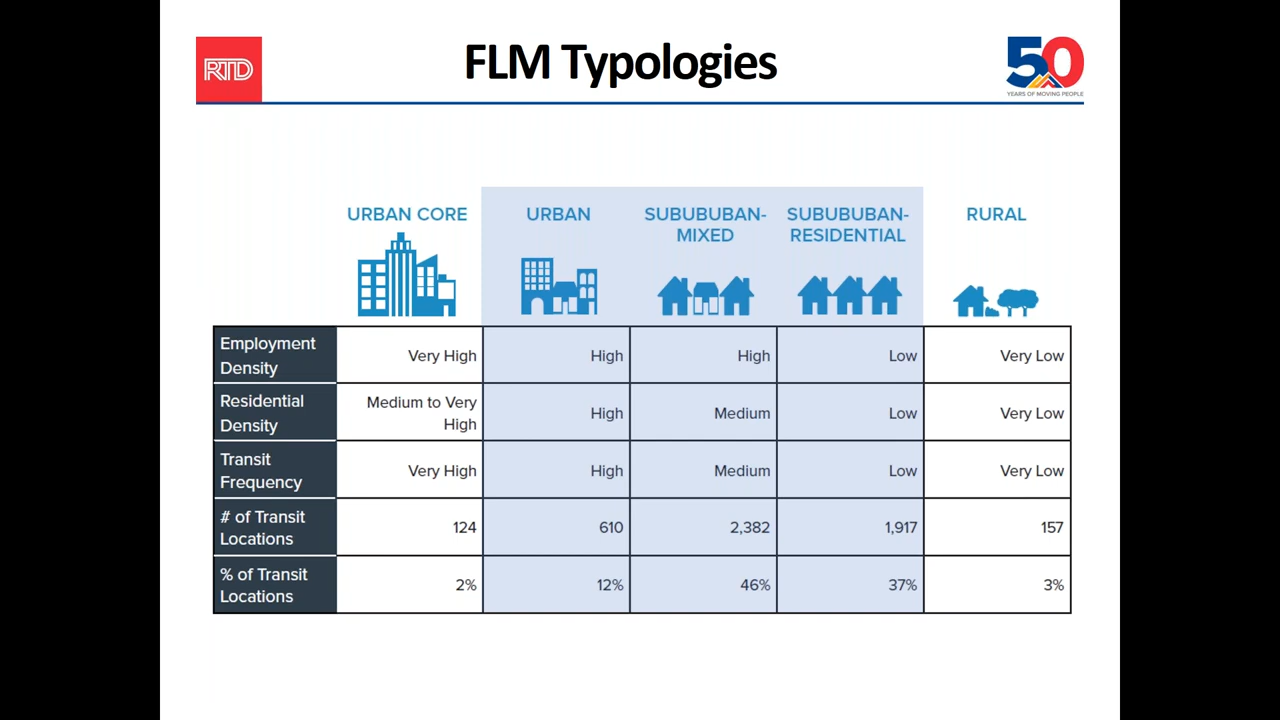 RTD
FLM Typologies
50
YEARS OF MOVING PEOPLE
URBAN CORE
URBAN
SUBUBUBAN-
MIXED
SUBUBUBAN-
RESIDENTIAL
RURAL
Employment
Density
Very High
High
High
Low
Very Low
Residential
Density
Medium to Very
High
High
Medium
Low
Very Low
Transit
Frequency
Very High
High
Medium
Low
Very Low
# of Transit
Locations
124
610
2,382
1,917
157
% of Transit
Locations
2%
12%
46%
37%
3%